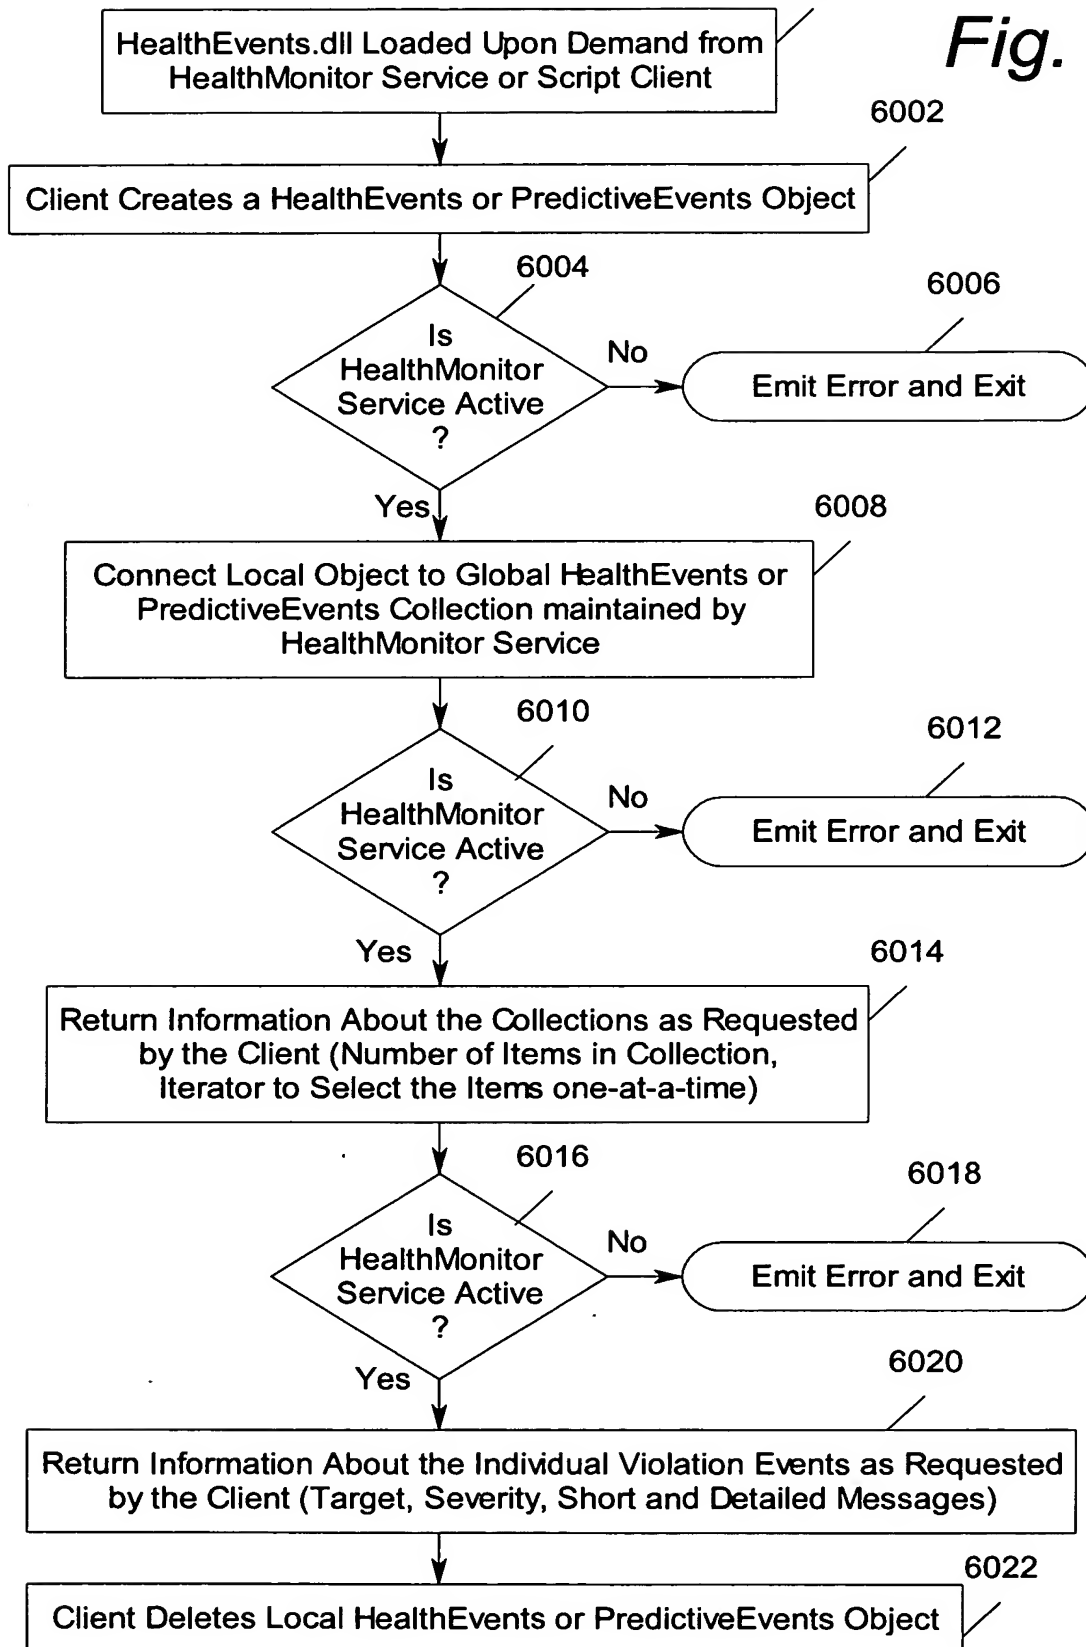 HealthEvents.dll Loaded Upon Demand from
HealthMonitor Service or Script Client
Fig.
6002
Client Creates a HealthEvents or PredictiveEvents Object
6004
Is
HealthMonitor
Service Active
?
No
6006
Emit Error and Exit
Yes
6008
Connect Local Object to Global HealthEvents or
PredictiveEvents Collection maintained by
HealthMonitor Service
6010
Is
HealthMonitor
Service Active
?
No
6012
Emit Error and Exit
Yes
6014
Return Information About the Collections as Requested
by the Client (Number of Items in Collection,
Iterator to Select the Items one-at-a-time)
6016
Is
HealthMonitor
Service Active
?
No
6018
Emit Error and Exit
Yes
6020
Return Information About the Individual Violation Events as Requested
by the Client (Target, Severity, Short and Detailed Messages)
6022
Client Deletes Local HealthEvents or PredictiveEvents Object